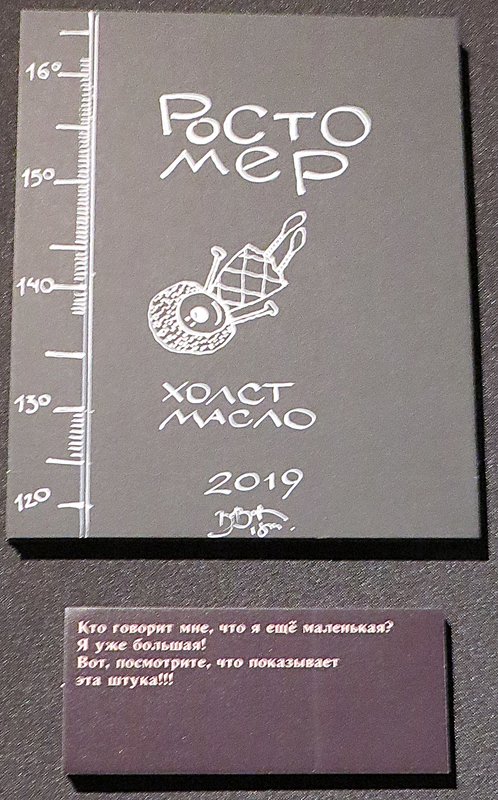 16⁰
15⁰
140
13⁰
120
РОСТО
МЕР
ХОЛСТ
МАСЛО
2019
Кто говорит мне, что я ещё маленькая?
Я уже большая!
Вот, посмотрите, что показывает
эта штука!!!